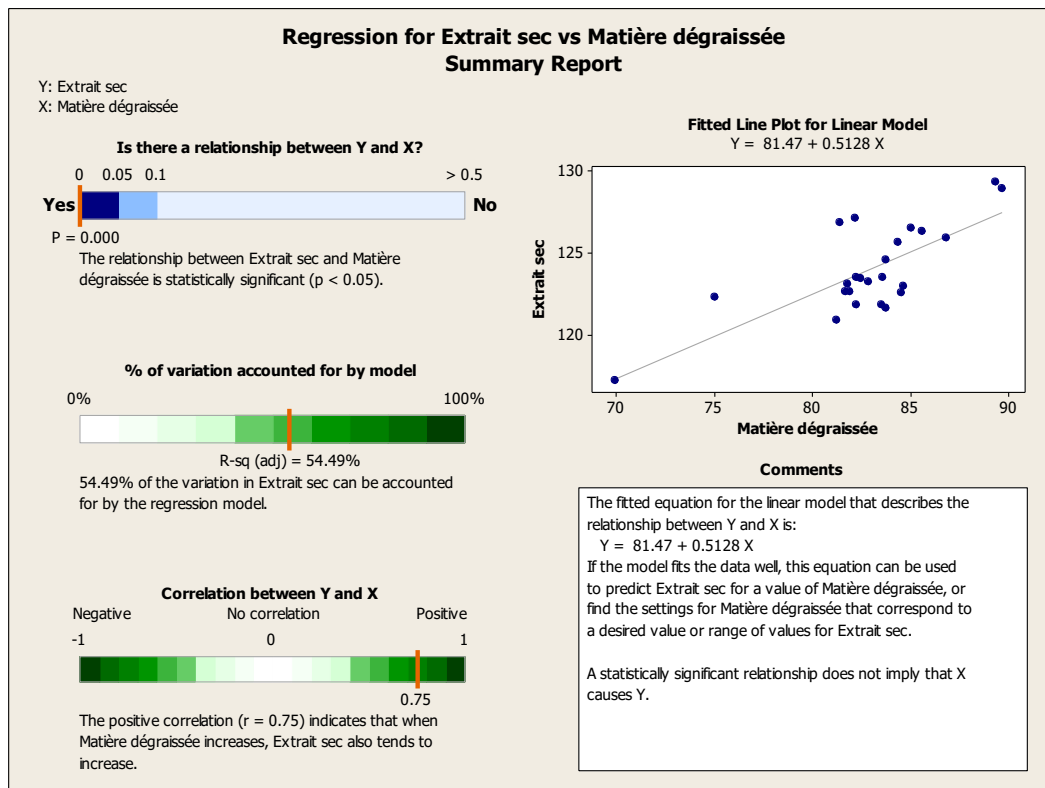 Regression for Extrait sec vs Matière dégraissée
Summary Report
Y: Extrait sec
X: Matière dégraissée
Is there a relationship between Y and X?
0 0.05 0.1 > 0.5
Yes No
P = 0.000
The relationship between Extrait sec and Matière
dégraissée is statistically significant (p < 0.05).
% of variation accounted for by model
0% 100%
R-sq (adj) = 54.49%
54.49% of the variation in Extrait sec can be accounted
for by the regression model.
Correlation between Y and X
Negative No correlation Positive
-1 0 1
0.75
The positive correlation (r = 0.75) indicates that when
Matière dégraissée increases, Extrait sec also tends to
increase.
Fitted Line Plot for Linear Model
Y = 81.47 + 0.5128 X
130
125
120
Extrait sec
70 75 80 85 90
Matière dégraissée
Comments
The fitted equation for the linear model that describes the
relationship between Y and X is:
Y = 81.47 + 0.5128 X
If the model fits the data well, this equation can be used
to predict Extrait sec for a value of Matière dégraissée, or
find the settings for Matière dégraissée that correspond to
a desired value or range of values for Extrait sec.
A statistically significant relationship does not imply that X
causes Y.